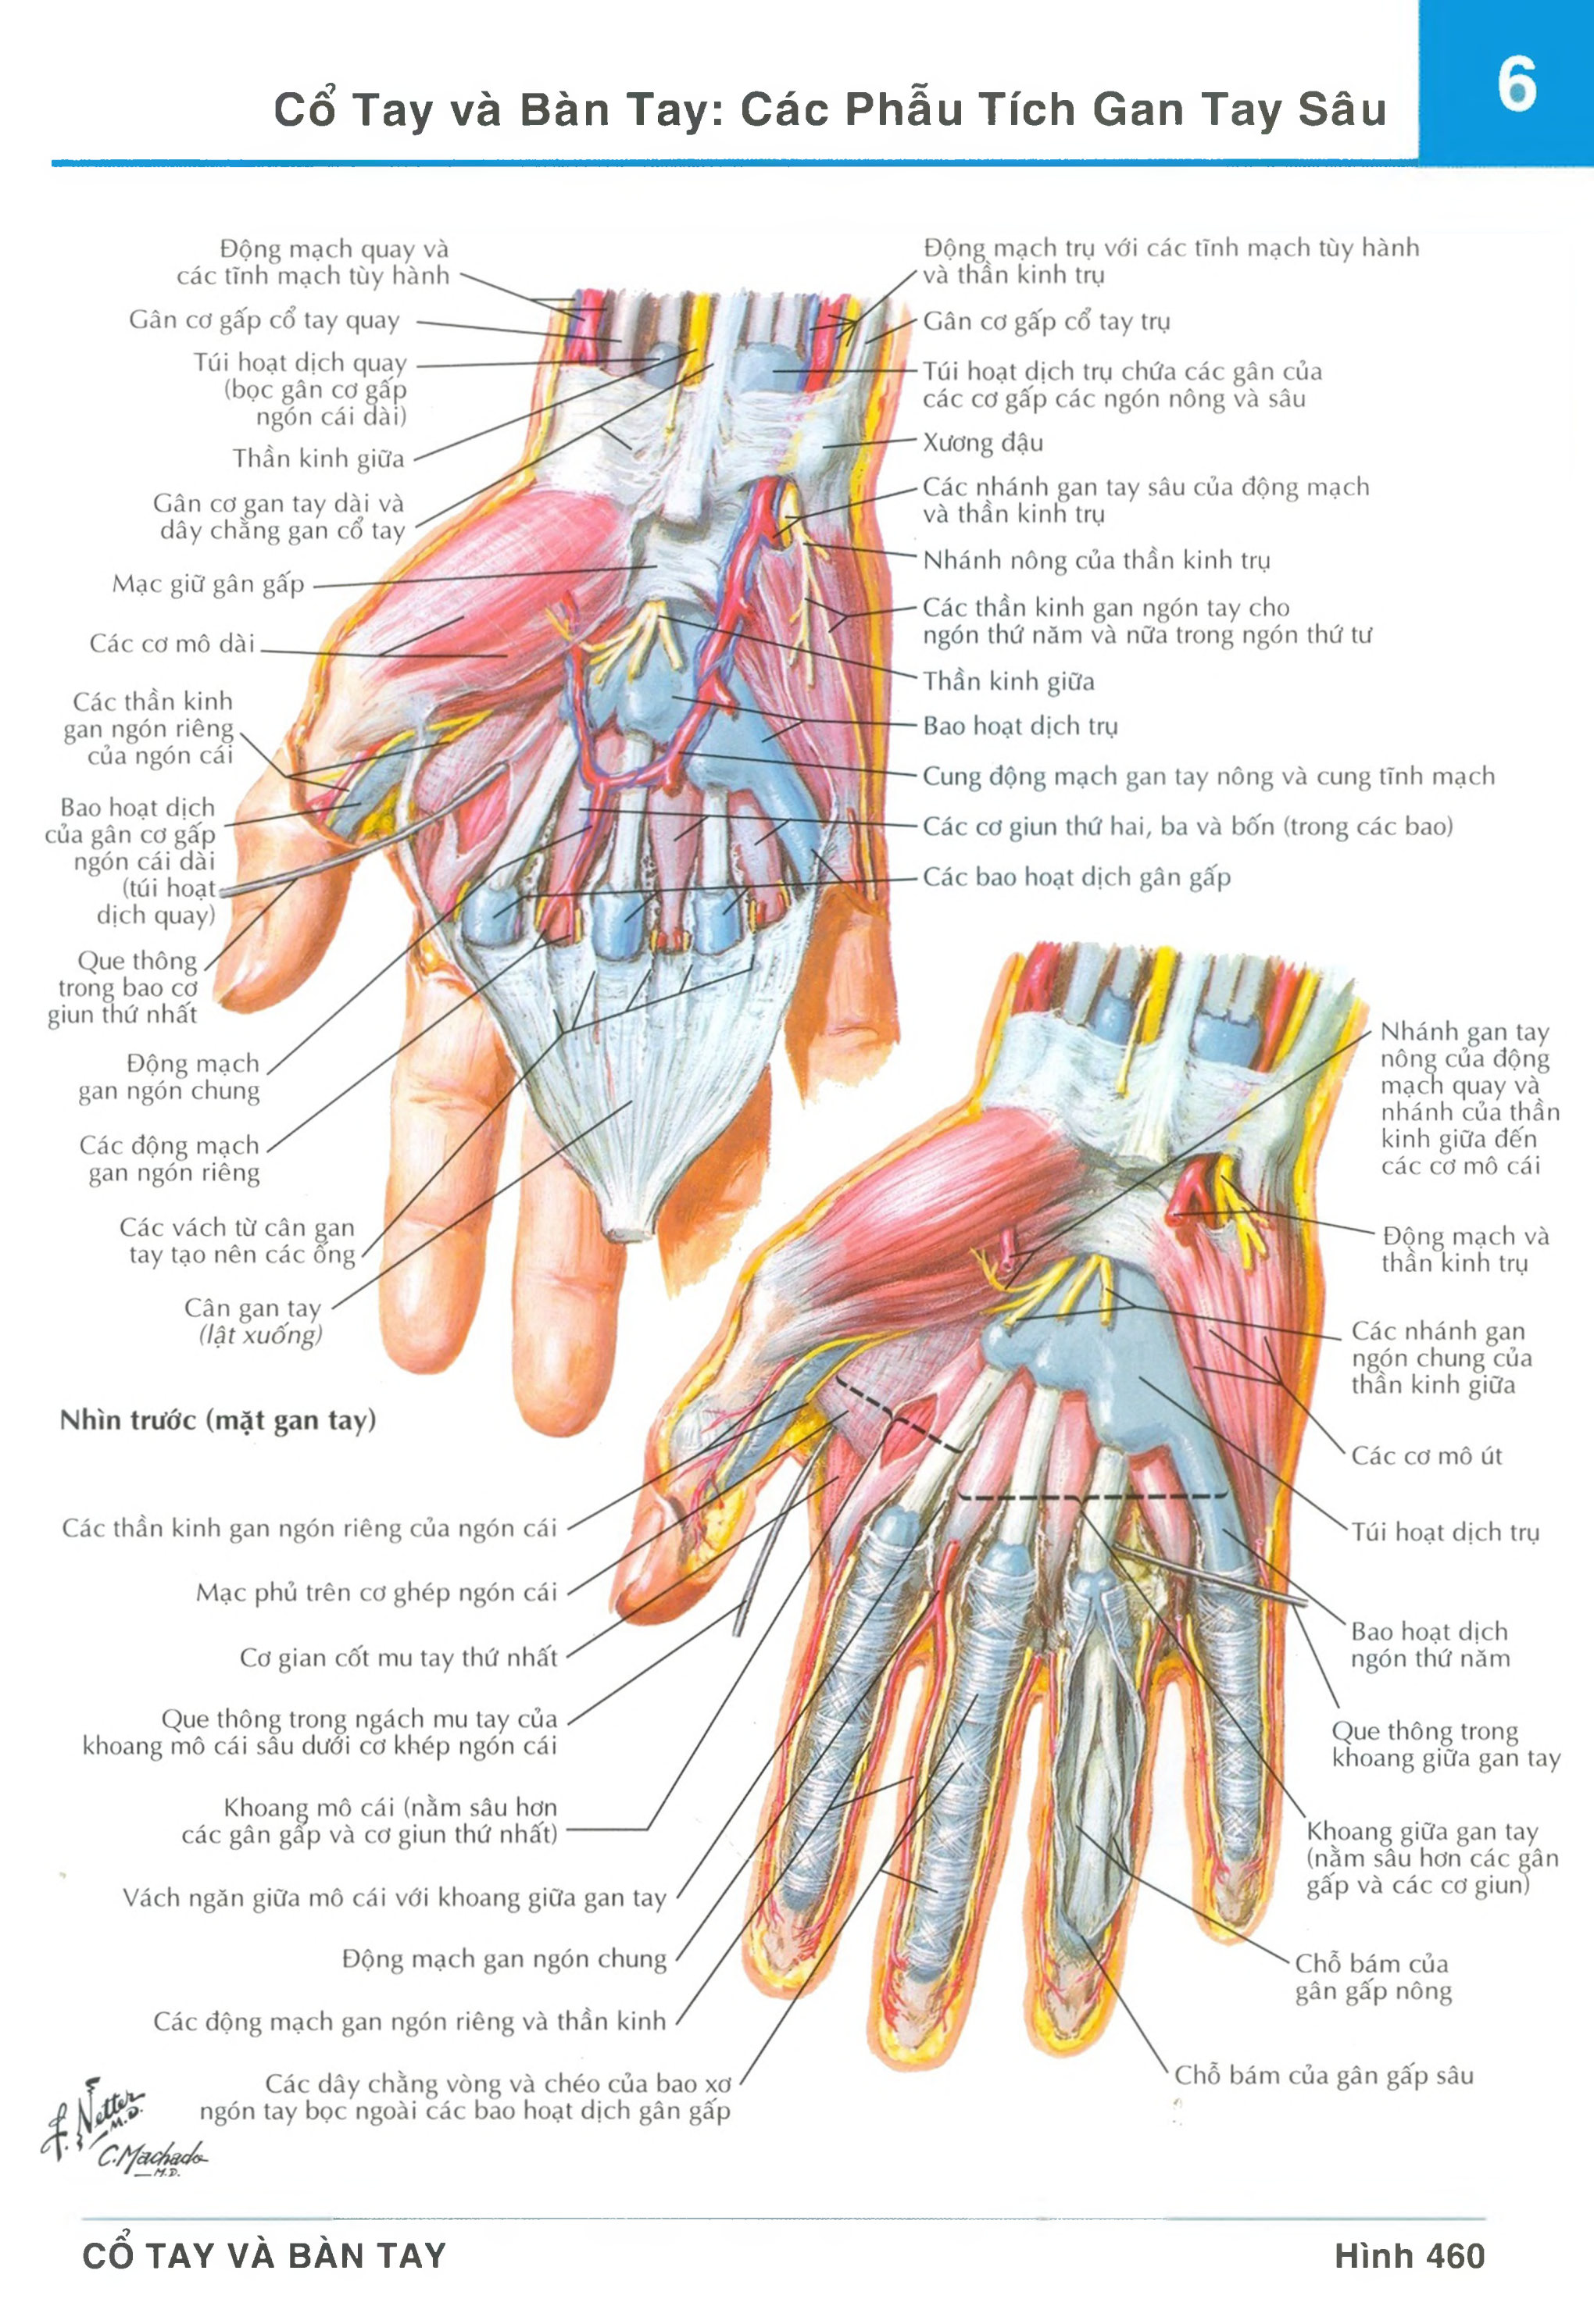 6
Cổ Tay và Bàn Tay: Các Phẫu Tích Gan Tay Sâu
Động mạch quay và
các tĩnh mạch tùy hành
Gân cơ gấp cổ tay quay
Túi hoạt dịch quay
(bọc gân cơ gấp
ngón cái dài)
Thần kinh giữa
Gân cơ gan tay dài và
dây chằng gan cổ tay
Mạc giữ gân gấp
Các cơ mô dài
Các thần kinh
gan ngón riêng
của ngón cái
Bao hoạt dịch
của gân cơ gấp
ngón cái dài
(túi hoạt
dịch quay)
Que thông
trong bao cơ
giun thứ nhất
Động mạch
gan ngón chung
Các động mạch
gan ngón riêng
Các vách từ cân gan
tay tạo nên các ống
Cân gan tay
(lật xuống)
Động mạch trụ với các tĩnh mạch tùy hành
và thần kinh trụ
Gân cơ gấp cổ tay trụ
Túi hoạt dịch trụ chứa các gân của
các cơ gấp các ngón nông và sâu
Xương đậu
Các nhánh gan tay sâu của động mạch
và thần kinh trụ
Nhánh nông của thần kinh trụ
Các thần kinh gan ngón tay cho
ngón thứ năm và nữa trong ngón thứ tư
Thần kinh giữa
Bao hoạt dịch trụ
Cung động mạch gan tay nông và cung tĩnh mạch
Các cơ giun thứ hai, ba và bốn (trong các bao)
Các bao hoạt dịch gân gấp
Nhìn trước (mặt gan tay)
Các thần kinh gan ngón riêng của ngón cái
Mạc phủ trên cơ ghép ngón cái
Cơ gian cốt mu tay thứ nhất
Que thông trong ngách mu tay của
khoang mô cái sâu dưới cơ khép ngón cái
Khoang mô cái (nằm sâu hơn
các gân gấp và cơ giun thứ nhất)
Vách ngăn giữa mô cái với khoang giữa gan tay
Động mạch gan ngón chung
Các động mạch gan ngón riêng và thần kinh
Các dây chằng vòng và chéo của bao xơ
ngón tay bọc ngoài các bao hoạt dịch gân gấp
Nhánh gan tay
nông của động
mạch quay và
nhánh của thần
kinh giữa đến
các cơ mô cái
Động mạch và
thần kinh trụ
Các nhánh gan
ngón chung của
thần kinh giữa
Các cơ mô út
Túi hoạt dịch trụ
Bao hoạt dịch
ngón thứ năm
Que thông trong
khoang giữa gan tay
Khoang giữa gan tay
(nằm sâu hơn các gân
gấp và các cơ giun)
Chỗ bám của
gân gấp nông
Chỗ bám của gân gấp sâu
F. Netter
M.D.
C. Machado
M.D.
CỔ TAY VÀ BÀN TAY
Hình 460